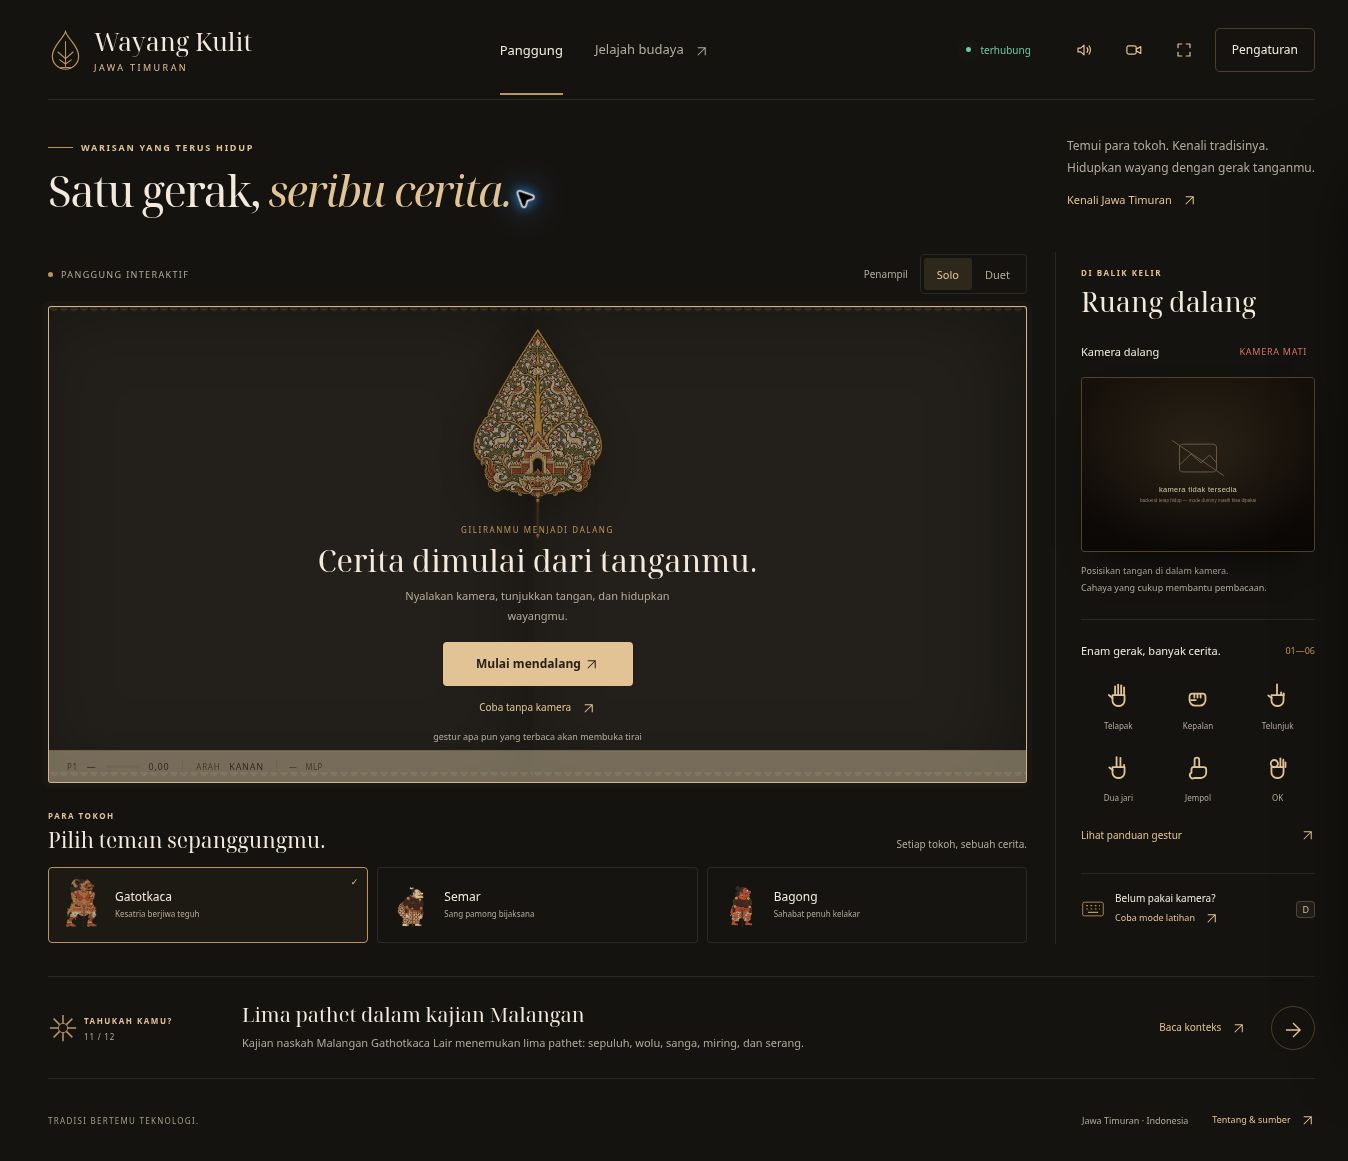 Wayang Kulit
JAWA TIMURAN
Panggung
Jelajah budaya
terhubung
Pengaturan
WARISAN YANG TERUS HIDUP
Satu gerak, seribu cerita.
Temui para tokoh. Kenali tradisinya.
Hidupkan wayang dengan gerak tanganmu.
Kenali Jawa Timuran
PANGGUNG INTERAKTIF
Penampil
Solo
Duet
GILIRANMU MENJADI DALANG
Cerita dimulai dari tanganmu.
Nyalakan kamera, tunjukkan tangan, dan hidupkan
wayangmu.
Mulai mendalang
Coba tanpa kamera
gestur apa pun yang terbaca akan membuka tirai
P1 — 0,00 ARAH KANAN — MLP
DI BALIK KELIR
Ruang dalang
Kamera dalang
KAMERA MATI
kamera tidak tersedia
backend tetap hidup — mode dummy masih bisa dipakai
Posisikan tangan di dalam kamera.
Cahaya yang cukup membantu pembacaan.
Enam gerak, banyak cerita.
01—06
Telapak
Kepalan
Telunjuk
Dua jari
Jempol
OK
Lihat panduan gestur
Belum pakai kamera?
Coba mode latihan
D
PARA TOKOH
Pilih teman sepanggungmu.
Setiap tokoh, sebuah cerita.
Gatotkaca
Kesatria berjiwa teguh
✓
Semar
Sang pamong bijaksana
Bagong
Sahabat penuh kelakar
TAHUKAH KAMU?
11 / 12
Lima pathet dalam kajian Malangan
Kajian naskah Malangan Gathotkaca Lair menemukan lima pathet: sepuluh, wolu, sanga, miring, dan serang.
Baca konteks
TRADISI BERTEMU TEKNOLOGI.
Jawa Timuran · Indonesia
Tentang & sumber